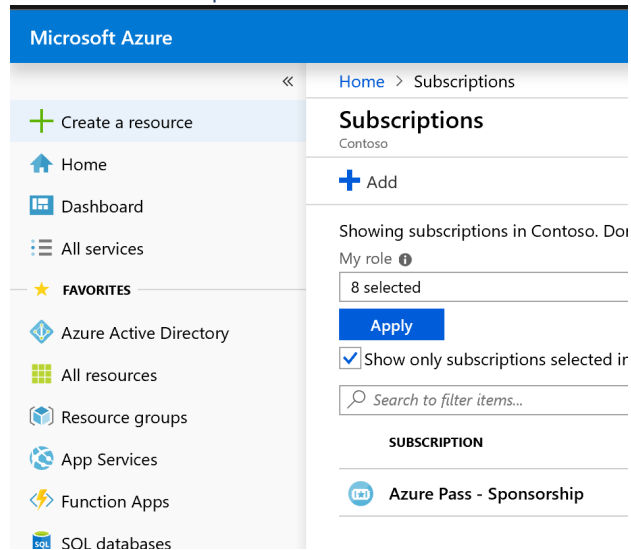 Microsoft Azure
«
Create a resource
Home
Dashboard
All services
FAVORITES
Azure Active Directory
All resources
Resource groups
App Services
Function Apps
SQL databases
Home > Subscriptions
Subscriptions
Contoso
Add
Showing subscriptions in Contoso. Don
My role
8 selected
Apply
Show only subscriptions selected in
Search to filter items...
SUBSCRIPTION
Azure Pass - Sponsorship